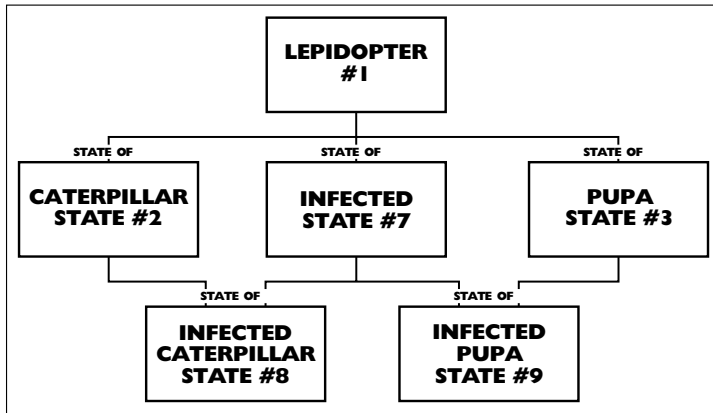 LEPIDOPTER
#1
STATE OF
STATE OF
STATE OF
CATERPILLAR
STATE #2
INFECTED
STATE #7
PUPA
STATE #3
STATE OF
STATE OF
INFECTED
CATERPILLAR
STATE #8
INFECTED
PUPA
STATE #9